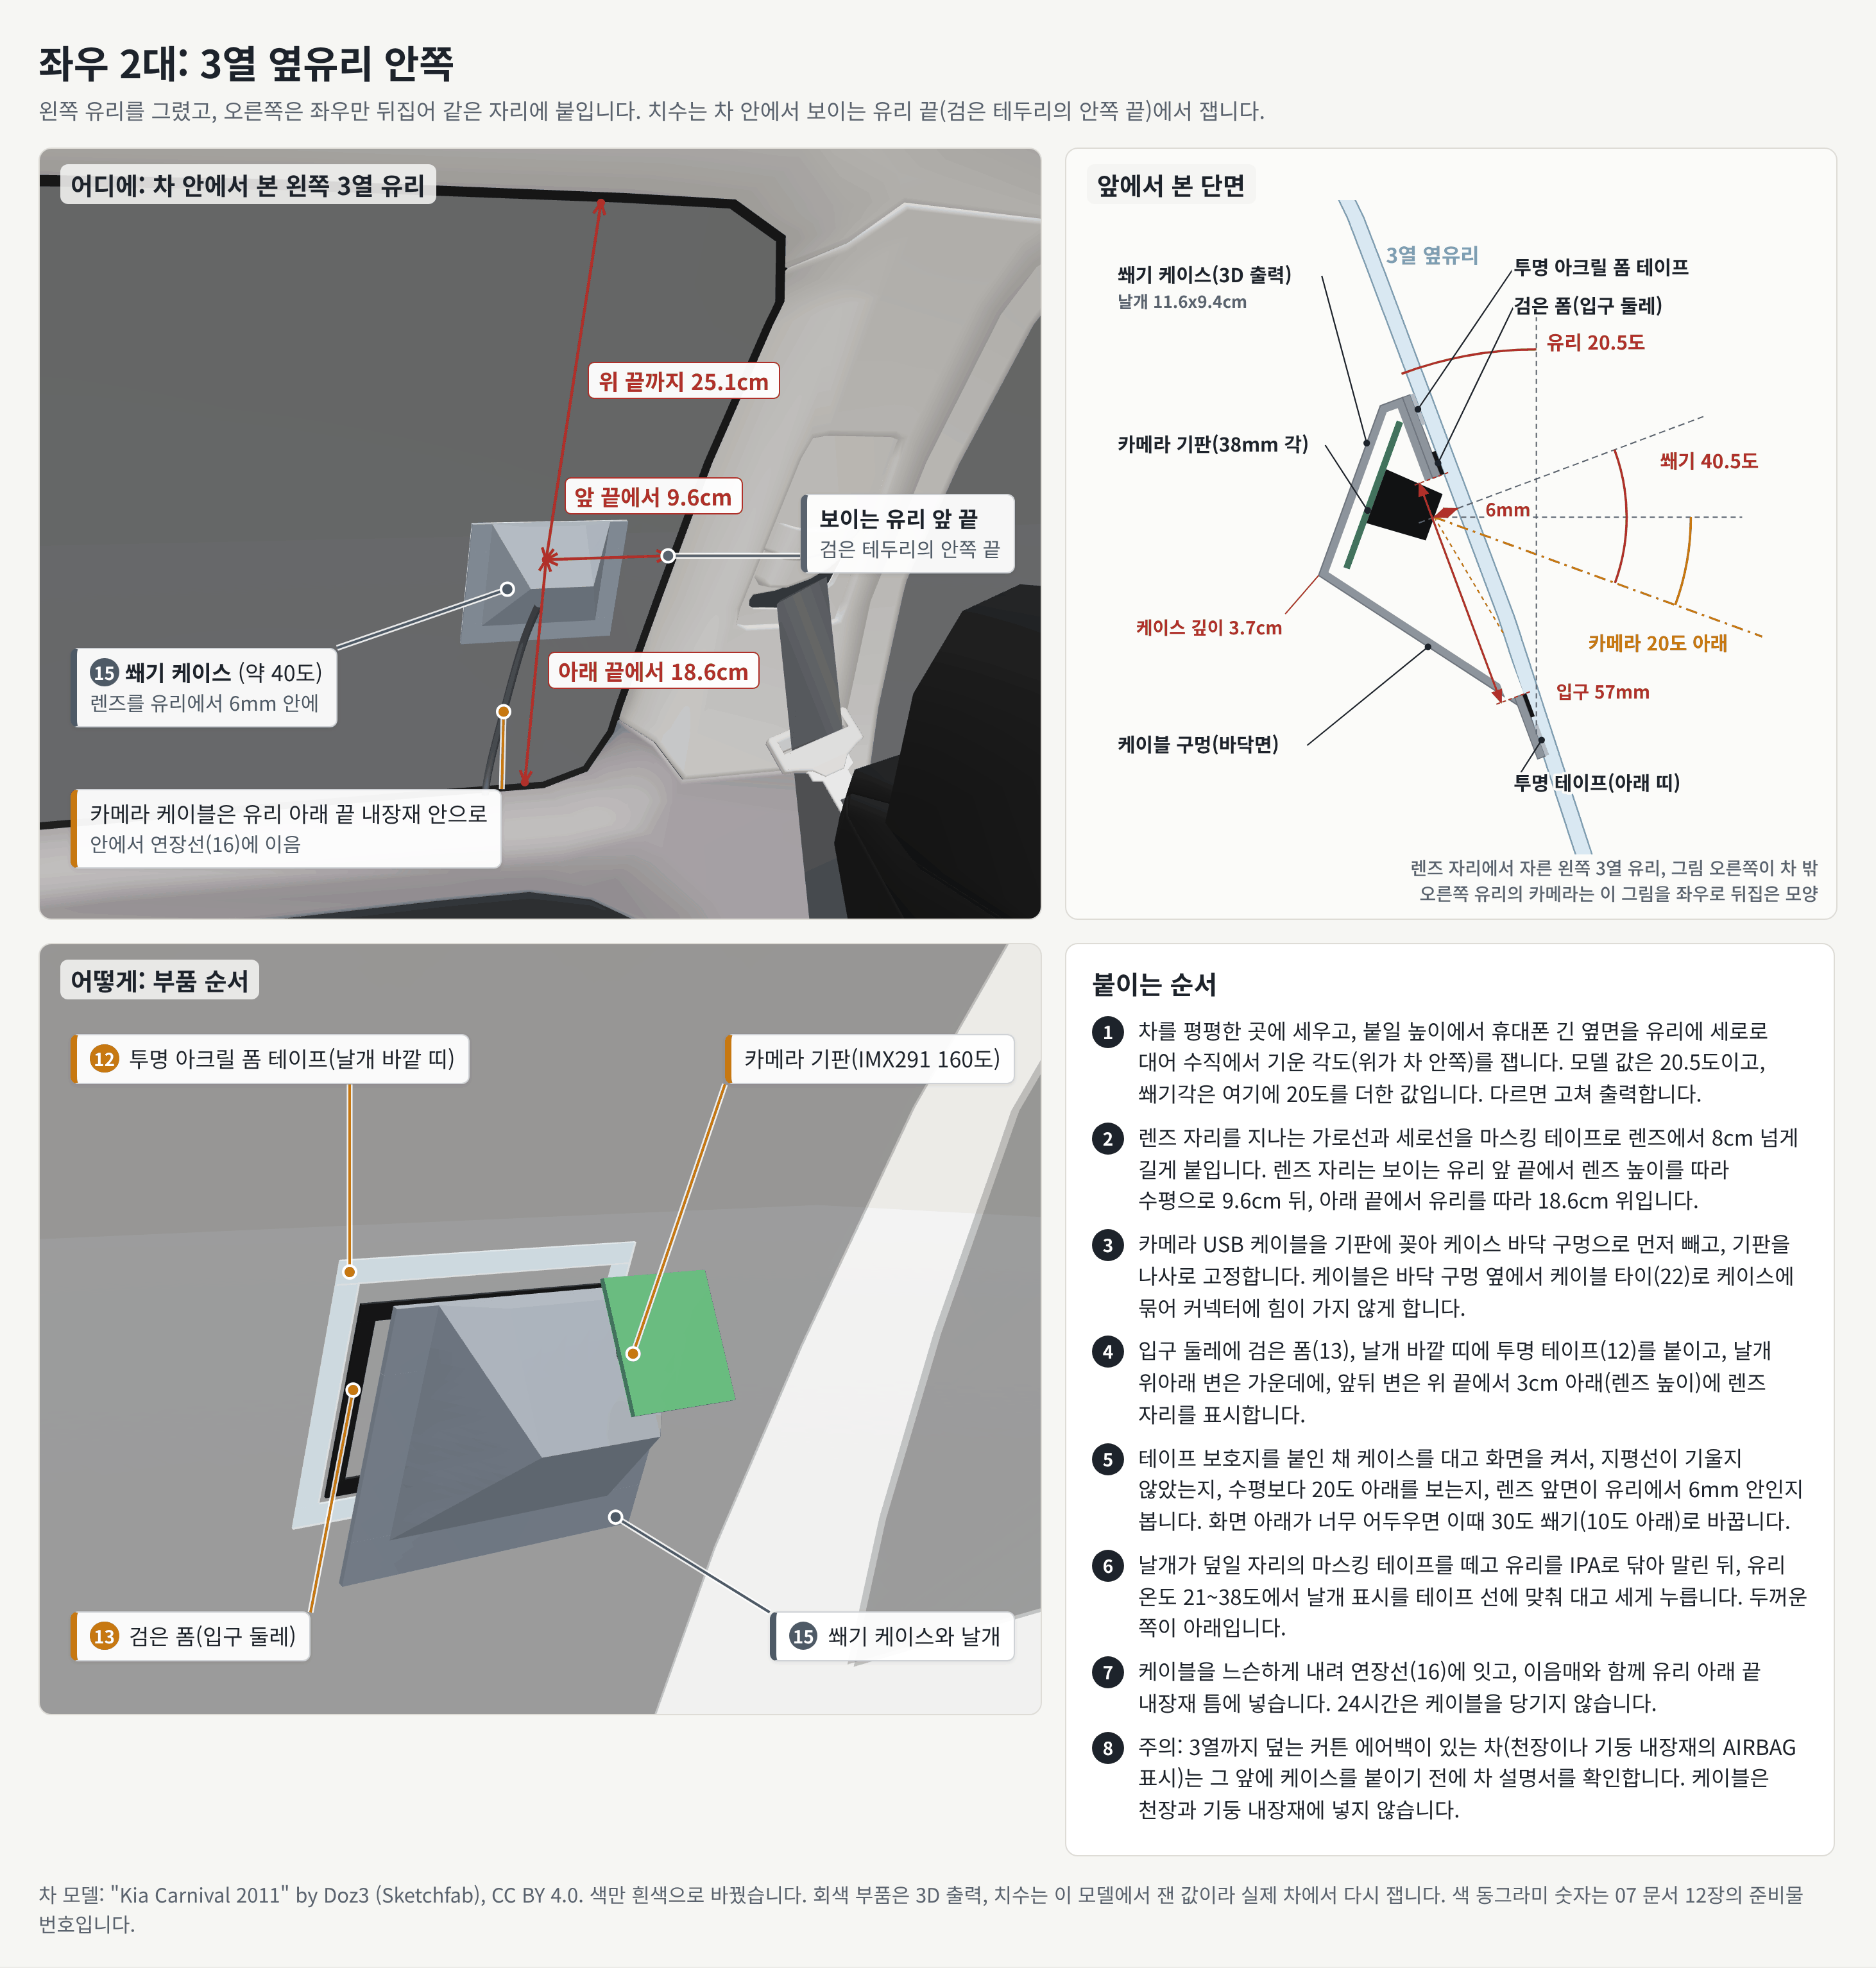 좌우 2대: 3열 옆유리 안쪽
왼쪽 유리를 그렸고, 오른쪽은 좌우만 뒤집어 같은 자리에 붙입니다. 치수는 차 안에서 보이는 유리 끝(검은 테두리의 안쪽 끝)에서 잽니다.
어디에: 차 안에서 본 왼쪽 3열 유리
위 끝까지 25.1cm
앞 끝에서 9.6cm
보이는 유리 앞 끝
검은 테두리의 안쪽 끝
15 쐐기 케이스 (약 40도)
렌즈를 유리에서 6mm 안에
아래 끝에서 18.6cm
카메라 케이블은 유리 아래 끝 내장재 안으로
안에서 연장선(16)에 이음
앞에서 본 단면
3열 옆유리
쐐기 케이스(3D 출력)
날개 11.6x9.4cm
투명 아크릴 폼 테이프
검은 폼(입구 둘레)
유리 20.5도
카메라 기판(38mm 각)
쐐기 40.5도
6mm
케이스 깊이 3.7cm
카메라 20도 아래
입구 57mm
케이블 구멍(바닥면)
투명 테이프(아래 띠)
렌즈 자리에서 자른 왼쪽 3열 유리, 그림 오른쪽이 차 밖
오른쪽 유리의 카메라는 이 그림을 좌우로 뒤집은 모양
어떻게: 부품 순서
12 투명 아크릴 폼 테이프(날개 바깥 띠)
카메라 기판(IMX291 160도)
13 검은 폼(입구 둘레)
15 쐐기 케이스와 날개
붙이는 순서
1 차를 평평한 곳에 세우고, 붙일 높이에서 휴대폰 긴 옆면을 유리에 세로로
대어 수직에서 기운 각도(위가 차 안쪽)를 잽니다. 모델 값은 20.5도이고,
쐐기각은 여기에 20도를 더한 값입니다. 다르면 고쳐 출력합니다.
2 렌즈 자리를 지나는 가로선과 세로선을 마스킹 테이프로 렌즈에서 8cm 넘게
길게 붙입니다. 렌즈 자리는 보이는 유리 앞 끝에서 렌즈 높이를 따라
수평으로 9.6cm 뒤, 아래 끝에서 유리를 따라 18.6cm 위입니다.
3 카메라 USB 케이블을 기판에 꽂아 케이스 바닥 구멍으로 먼저 빼고, 기판을
나사로 고정합니다. 케이블은 바닥 구멍 옆에서 케이블 타이(22)로 케이스에
묶어 커넥터에 힘이 가지 않게 합니다.
4 입구 둘레에 검은 폼(13), 날개 바깥 띠에 투명 테이프(12)를 붙이고, 날개
위아래 변은 가운데에, 앞뒤 변은 위 끝에서 3cm 아래(렌즈 높이)에 렌즈
자리를 표시합니다.
5 테이프 보호지를 붙인 채 케이스를 대고 화면을 켜서, 지평선이 기울지
않았는지, 수평보다 20도 아래를 보는지, 렌즈 앞면이 유리에서 6mm 안인지
봅니다. 화면 아래가 너무 어두우면 이때 30도 쐐기(10도 아래)로 바꿉니다.
6 날개가 덮일 자리의 마스킹 테이프를 떼고 유리를 IPA로 닦아 말린 뒤, 유리
온도 21~38도에서 날개 표시를 테이프 선에 맞춰 대고 세게 누릅니다. 두꺼운
쪽이 아래입니다.
7 케이블을 느슨하게 내려 연장선(16)에 잇고, 이음매와 함께 유리 아래 끝
내장재 틈에 넣습니다. 24시간은 케이블을 당기지 않습니다.
8 주의: 3열까지 덮는 커튼 에어백이 있는 차(천장이나 기둥 내장재의 AIRBAG
표시)는 그 앞에 케이스를 붙이기 전에 차 설명서를 확인합니다. 케이블은
천장과 기둥 내장재에 넣지 않습니다.
차 모델: "Kia Carnival 2011" by Doz3 (Sketchfab), CC BY 4.0. 색만 흰색으로 바꿨습니다. 회색 부품은 3D 출력, 치수는 이 모델에서 잰 값이라 실제 차에서 다시 잽니다. 색 동그라미 숫자는 07 문서 12장의 준비물
번호입니다.